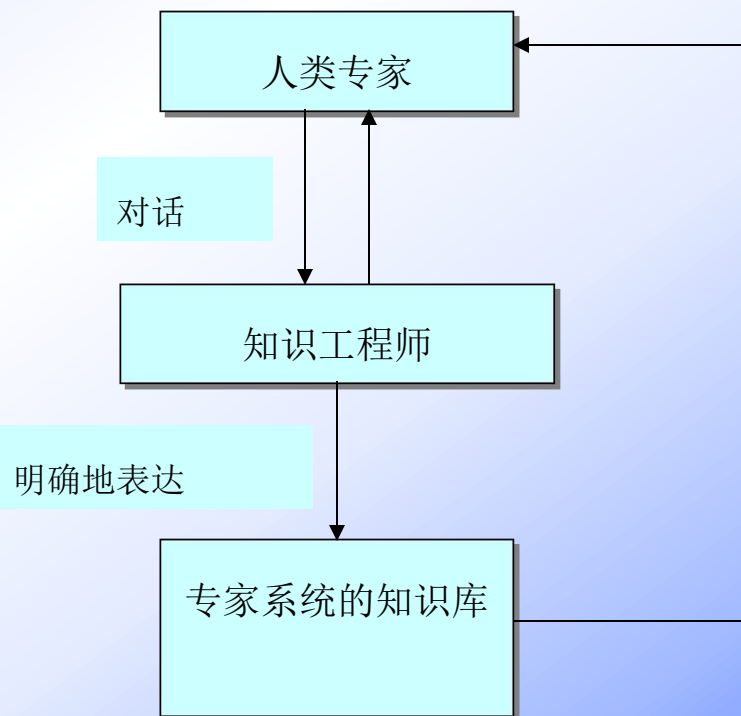 人类专家
对话
知识工程师
明确地表达
专家系统的知识库